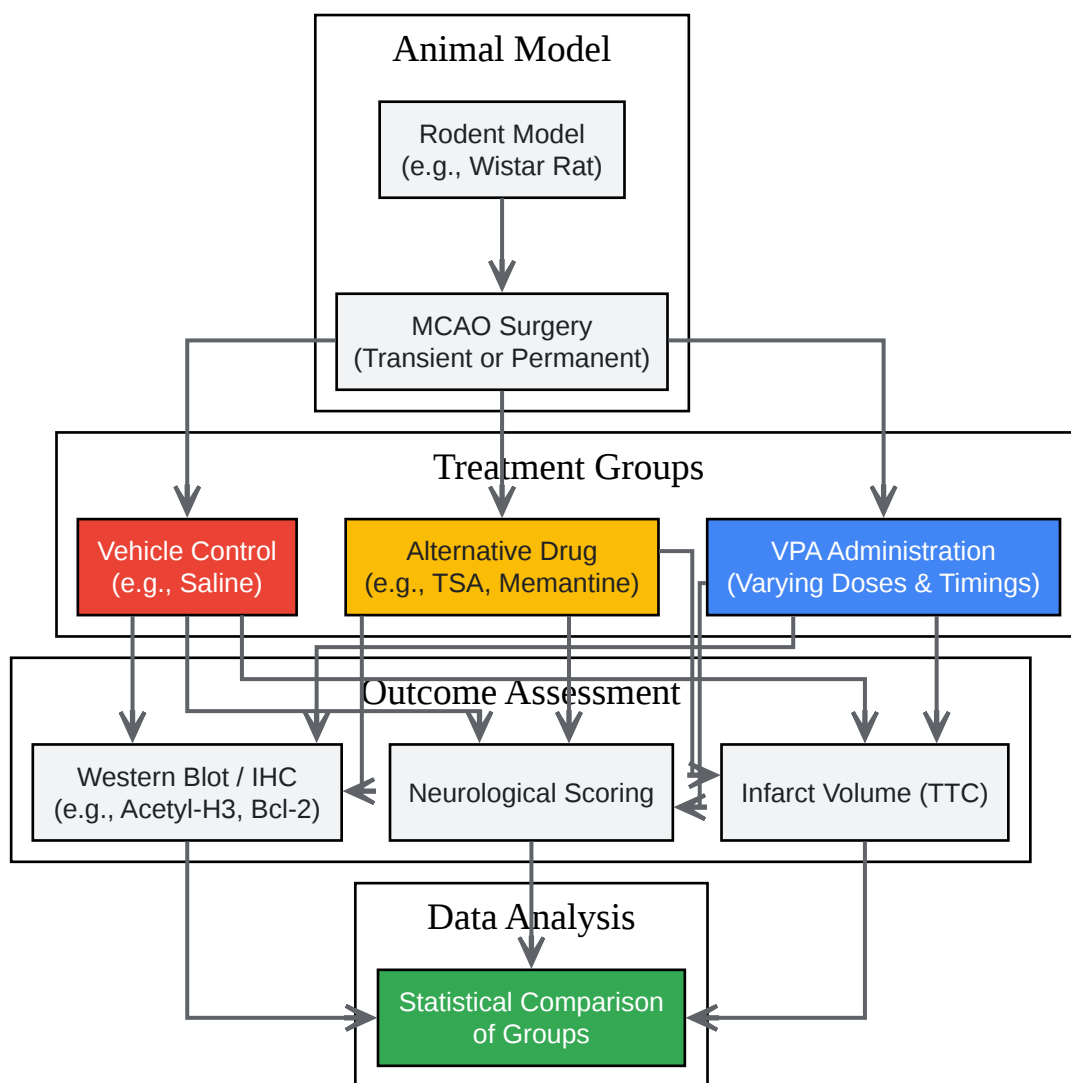 Animal Model
Rodent Model
(e.g., Wistar Rat)
MCAO Surgery
(Transient or Permanent)
Treatment Groups
Vehicle Control
(e.g., Saline)
Alternative Drug
(e.g., TSA, Memantine)
VPA Administration
(Varying Doses & Timings)
Outcome Assessment
Western Blot / IHC
(e.g., Acetyl-H3, Bcl-2)
Neurological Scoring
Infarct Volume (TTC)
Data Analysis
Statistical Comparison
of Groups